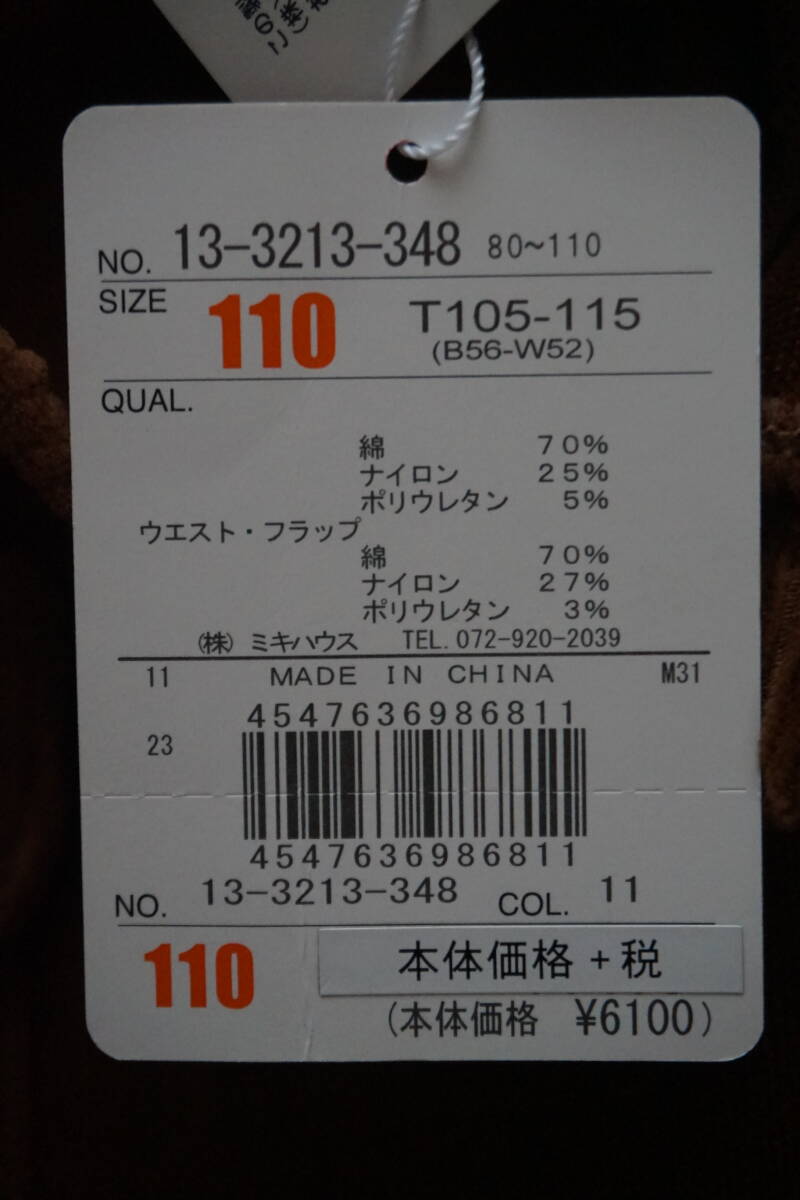 この
(株)
NO. 13-3213-348 80~110
SIZE 110 T105-115
(B56-W52)
QUAL.
綿 70%
ナイロン 25%
ポリウレタン 5%
ウエスト・フラップ
綿 70%
ナイロン 27%
ポリウレタン 3%
(株) ミキハウス TEL. 072-920-2039
11 MADE IN CHINA M31
4547636986811
23
4547636986811
NO. 13-3213-348 COL. 11
110 本体価格+税
(本体価格 ¥6100)